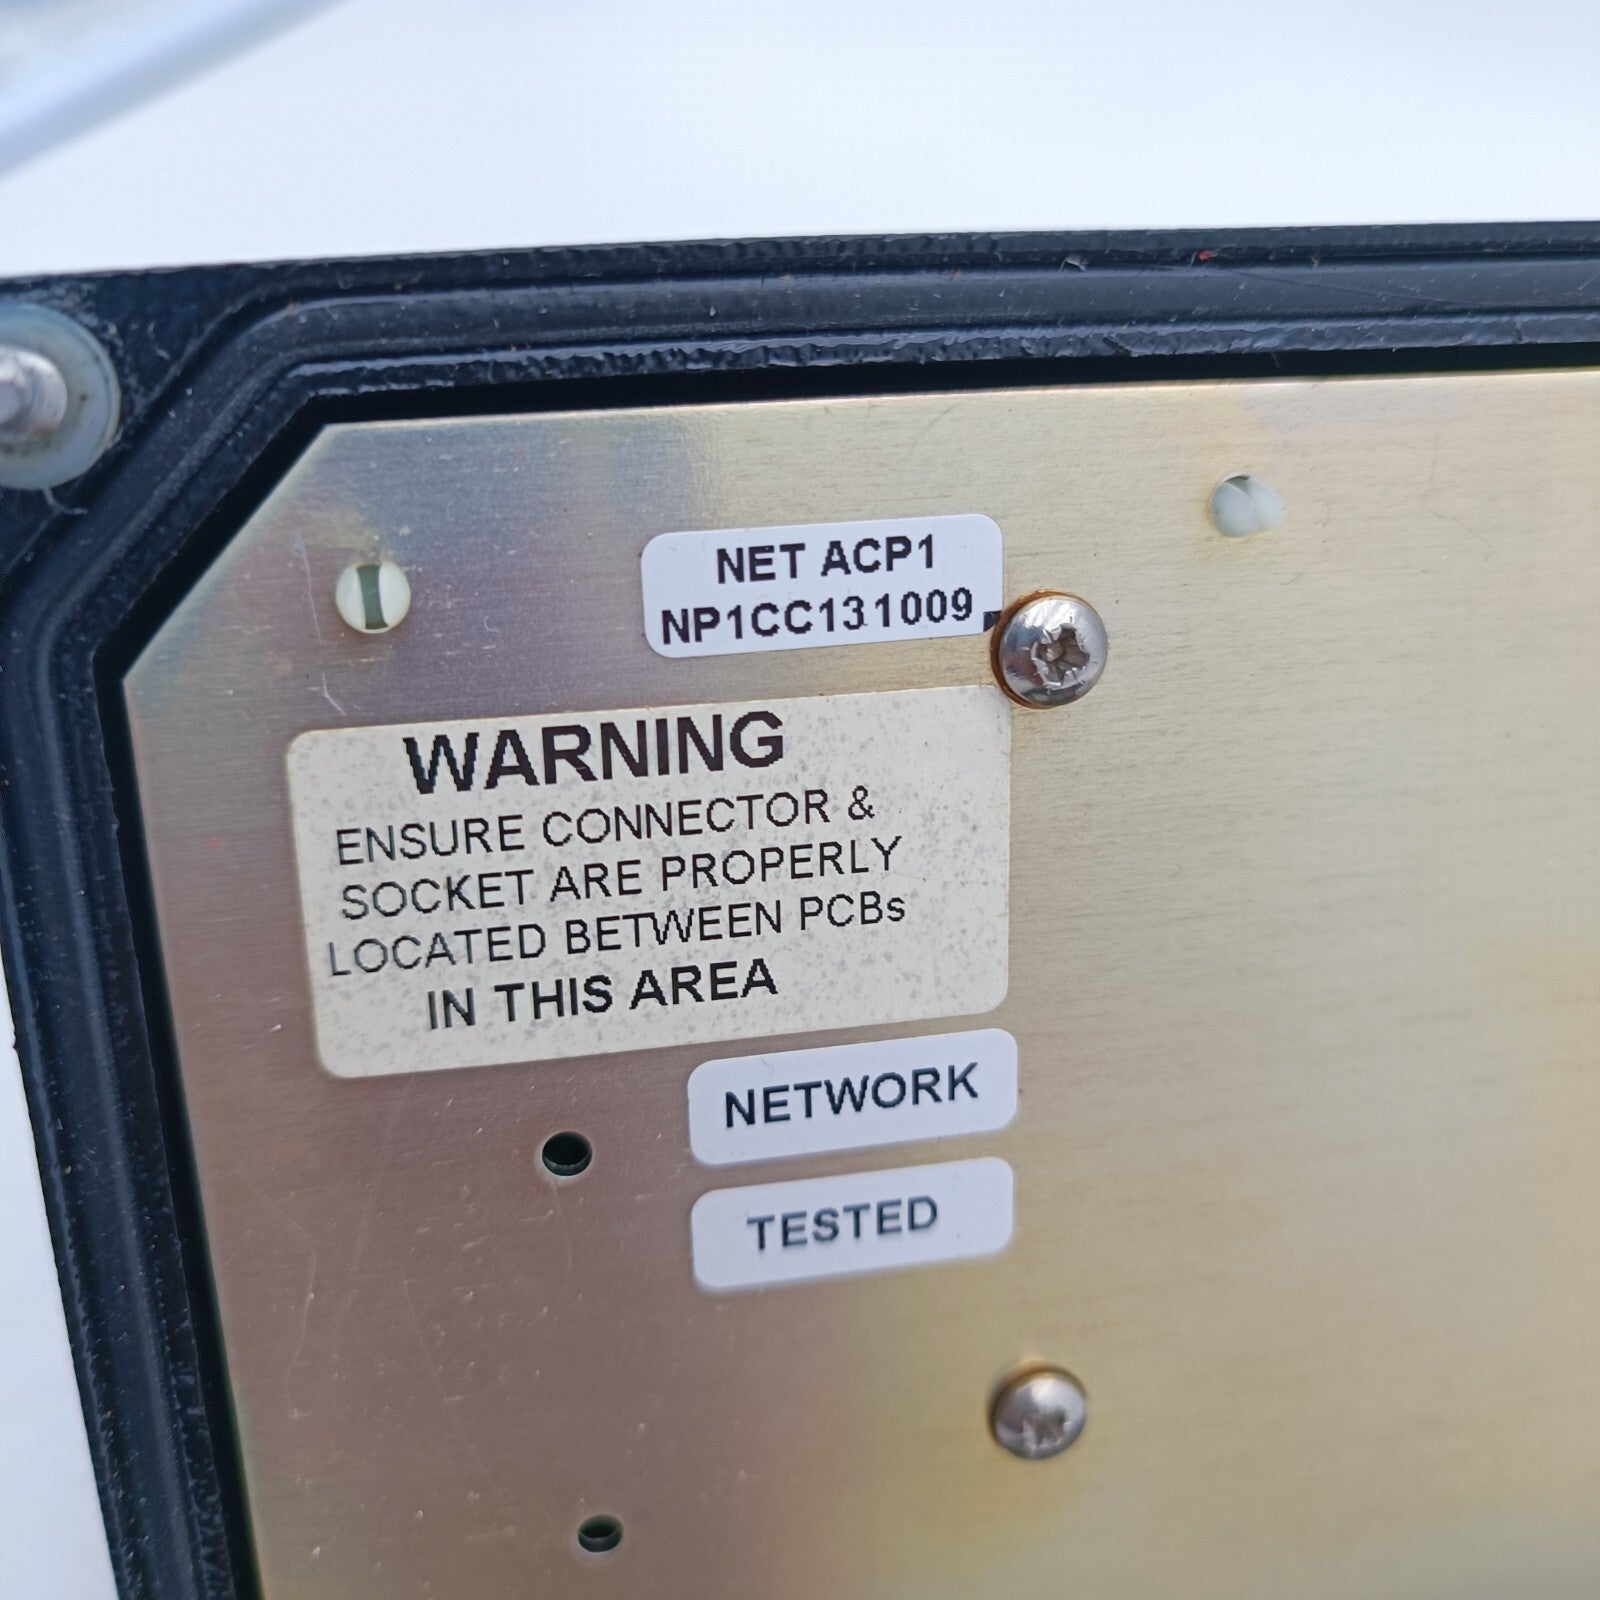 NET ACP1
NP1CC131009
WARNING
ENSURE CONNECTOR &
SOCKET ARE PROPERLY
LOCATED BETWEEN PCBs
IN THIS AREA
NETWORK
TESTED